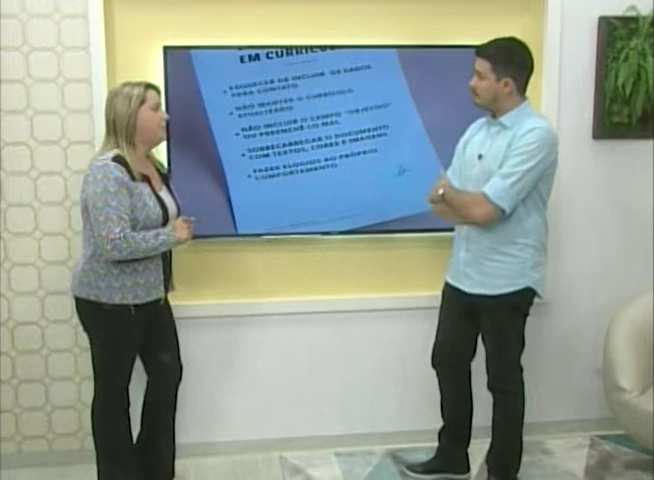 EM CURRÍCULO
• ESQUECER DE INCLUIR OS DADOS
PARA CONTATO
• NÃO MANTER O CURRÍCULO
ATUALIZADO
• NÃO INCLUIR O CAMPO "OBJETIVO"
OU PREENCHÊ-LO MAL
• SOBRECARREGAR O DOCUMENTO
COM TEXTOS, CORES E IMAGENS
• FAZER ELOGIOS AO PRÓPRIO
COMPORTAMENTO